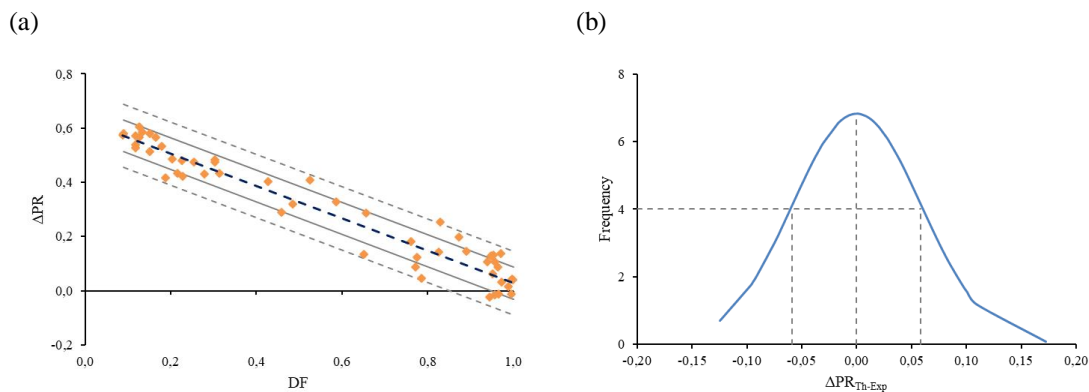 (a)
(b)
0,8
0,6
0,4
0,2
0,0
-0,2
ΔPR
0,0 0,2 0,4 0,6 0,8 1,0
DF
8
6
4
2
0
Frequency
-0,20 -0,15 -0,10 -0,05 0,00 0,05 0,10 0,15 0,20
ΔPRTh-Exp